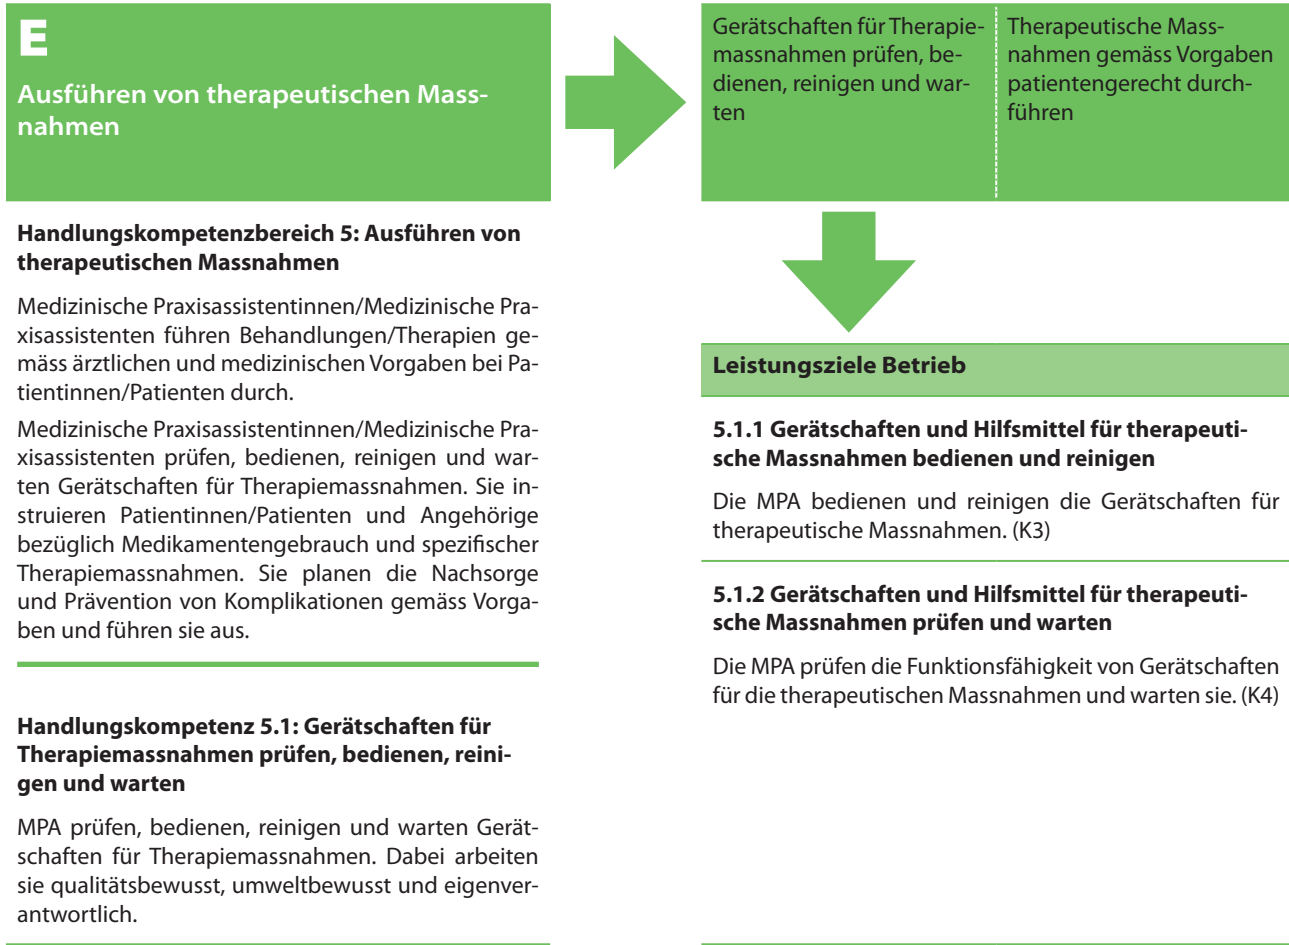 E
Ausführen von therapeutischen Mass-
nahmen
Gerätschaften für Therapie-
massnahmen prüfen, be-
dienen, reinigen und war-
ten
Therapeutische Mass-
nahmen gemäss Vorgaben
patientengerecht durch-
führen
Handlungskompetenzbereich 5: Ausführen von
therapeutischen Massnahmen
Medizinische Praxisassistentinnen/Medizinische Pra-
xisassistenten führen Behandlungen/Therapien ge-
mäss ärztlichen und medizinischen Vorgaben bei Pa-
tientinnen/Patienten durch.
Medizinische Praxisassistentinnen/Medizinische Pra-
xisassistenten prüfen, bedienen, reinigen und war-
ten Gerätschaften für Therapiemassnahmen. Sie in-
struieren Patientinnen/Patienten und Angehörige
bezüglich Medikamentengebrauch und spezifischer
Therapiemassnahmen. Sie planen die Nachsorge
und Prävention von Komplikationen gemäss Vorga-
ben und führen sie aus.
Handlungskompetenz 5.1: Gerätschaften für
Therapiemassnahmen prüfen, bedienen, reini-
gen und warten
MPA prüfen, bedienen, reinigen und warten Gerät-
schaften für Therapiemassnahmen. Dabei arbeiten
sie qualitätsbewusst, umweltbewusst und eigenver-
antwortlich.
Leistungsziele Betrieb
5.1.1 Gerätschaften und Hilfsmittel für therapeuti-
sche Massnahmen bedienen und reinigen
Die MPA bedienen und reinigen die Gerätschaften für
therapeutische Massnahmen. (K3)
5.1.2 Gerätschaften und Hilfsmittel für therapeuti-
sche Massnahmen prüfen und warten
Die MPA prüfen die Funktionsfähigkeit von Gerätschaften
für die therapeutischen Massnahmen und warten sie. (K4)